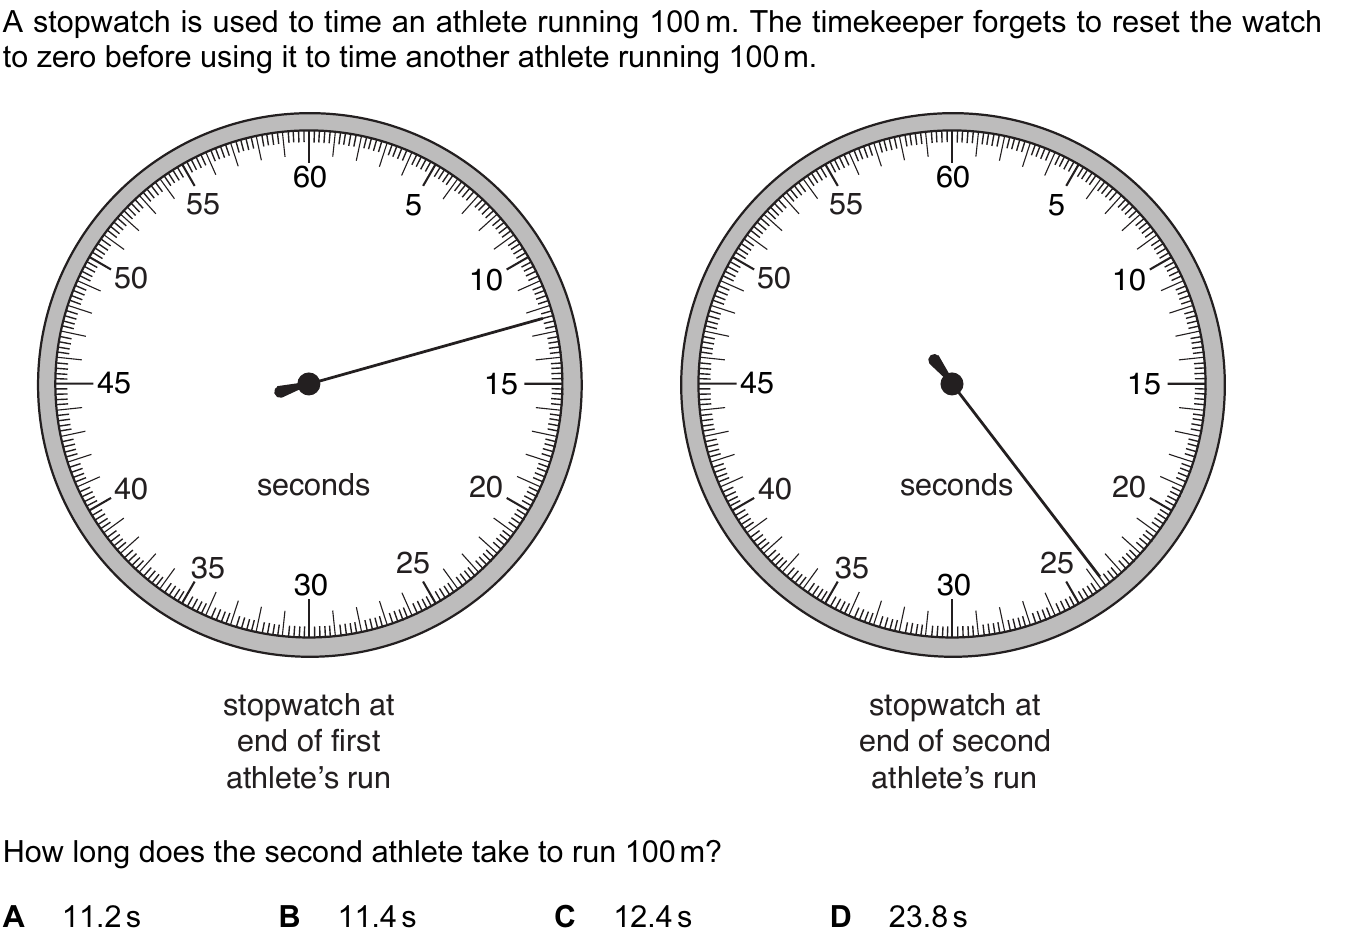 A stopwatch is used to time an athlete running 100 m. The timekeeper forgets to reset the watch
to zero before using it to time another athlete running 100 m.
60
5
10
15
20
25
30
35
40
45
50
55
seconds
60
5
10
15
20
25
30
35
40
45
50
55
seconds
stopwatch at
end of first
athlete’s run
stopwatch at
end of second
athlete’s run
How long does the second athlete take to run 100 m?
A 11.2 s B 11.4 s C 12.4 s D 23.8 s